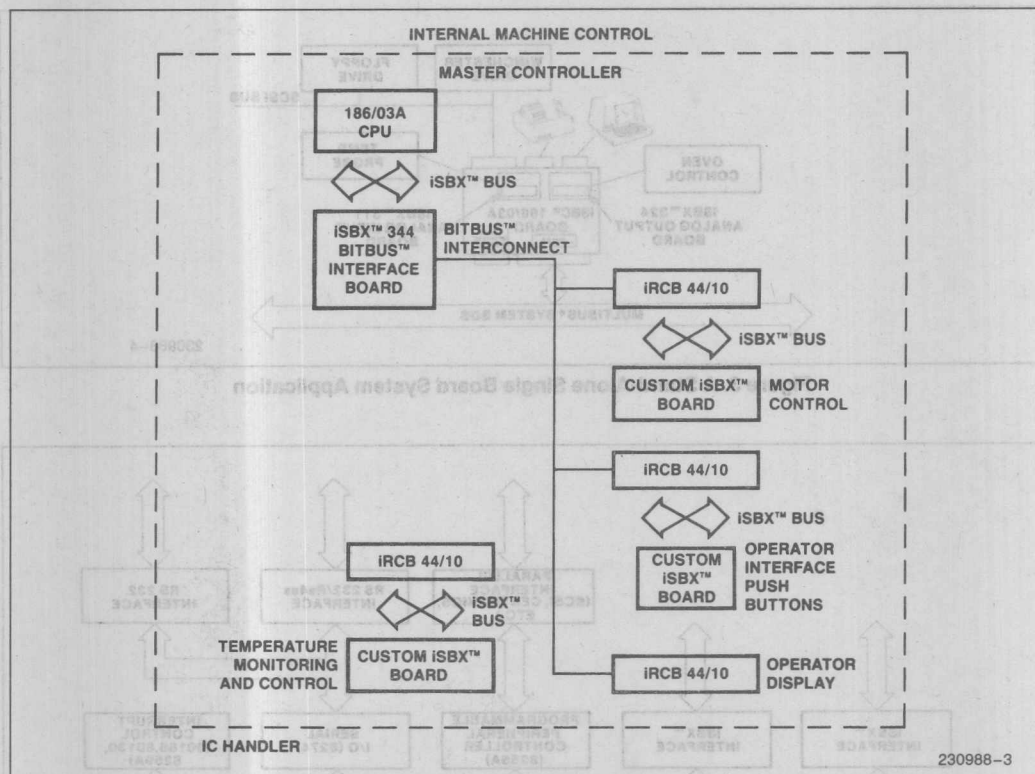 INTERNAL MACHINE CONTROL
MASTER CONTROLLER
186/03A
CPU
iSBX™ BUS
iSBX™ 344
BITBUS™
INTERFACE
BOARD
BITBUS™
INTERCONNECT
iRCB 44/10
iSBX™ BUS
CUSTOM iSBX™
BOARD
MOTOR
CONTROL
iRCB 44/10
iSBX™ BUS
CUSTOM
iSBX™
BOARD
OPERATOR
INTERFACE
PUSH
BUTTONS
iRCB 44/10
iSBX™
BUS
TEMPERATURE
MONITORING
AND CONTROL
CUSTOM iSBX™
BOARD
iRCB 44/10
OPERATOR
DISPLAY
IC HANDLER
230988-3